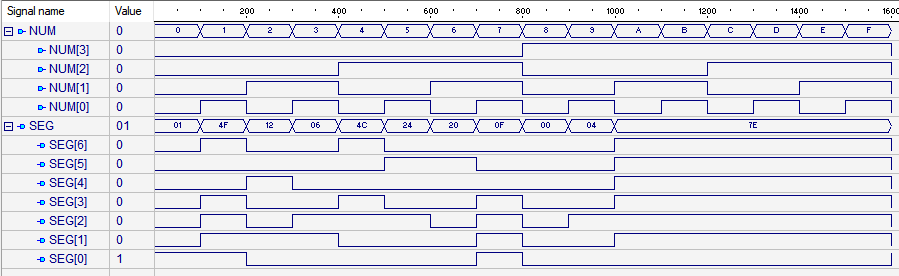 Signal name Value 200 400 600 800 1000 1200 1400 1600
NUM 0 0 1 2 3 4 5 6 7 8 9 A B C D E F
NUM[3] 0
NUM[2] 0
NUM[1] 0
NUM[0] 0
SEG 01 01 4F 12 06 4C 24 20 0F 00 04 7E
SEG[6] 0
SEG[5] 0
SEG[4] 0
SEG[3] 0
SEG[2] 0
SEG[1] 0
SEG[0] 1